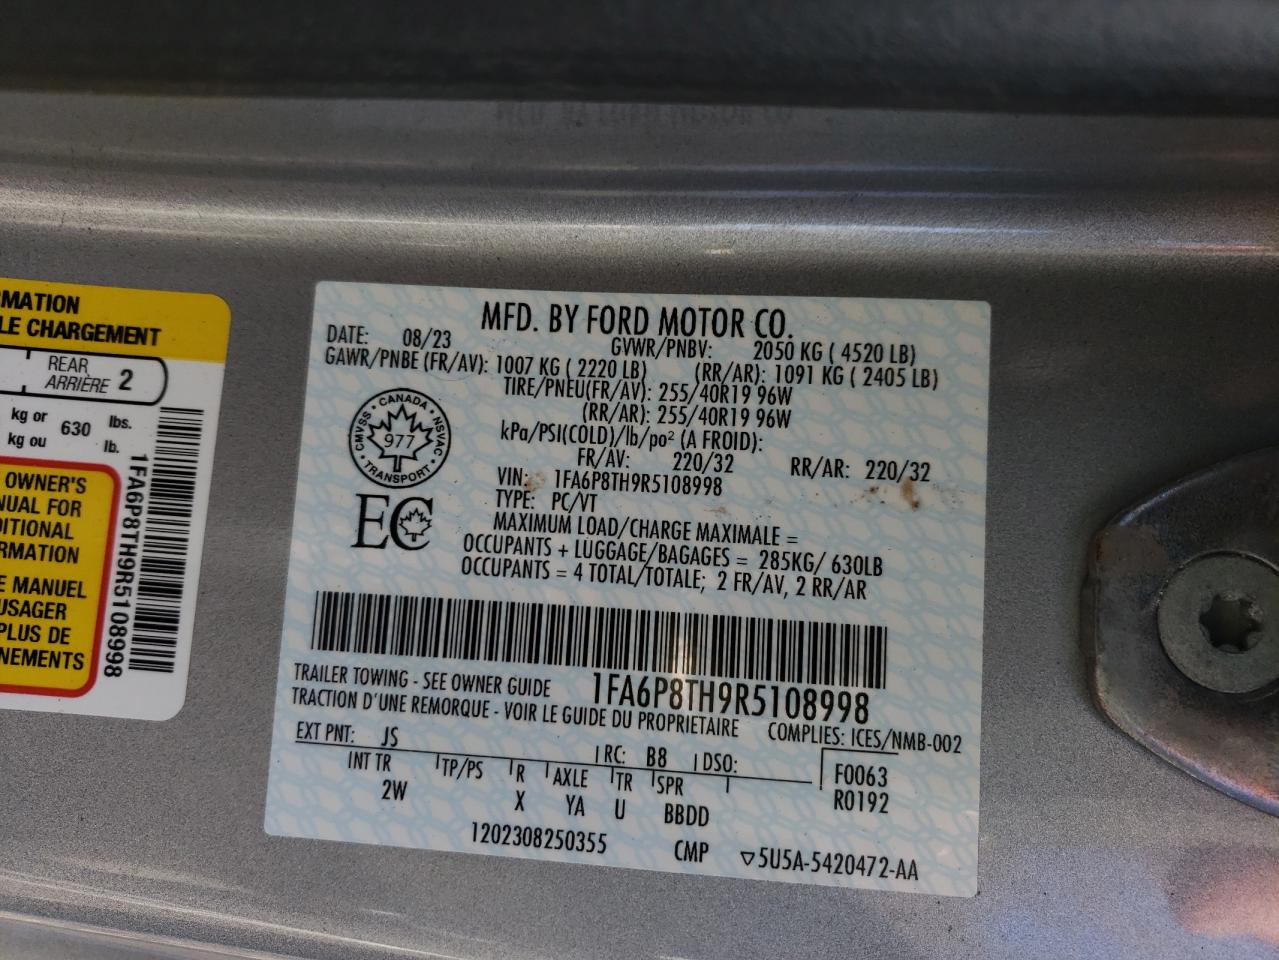 RMATION
LE CHARGEMENT
REAR
ARRIÈRE 2
kg or 630 lbs.
kg ou lb.
OWNER'S
NUAL FOR
DITIONAL
ORMATION
E MANUEL
USAGER
PLUS DE
NEMENTS
1FA6P8TH9R5108998
MFD. BY FORD MOTOR CO.
DATE: 08/23 GVWR/PNBV: 2050 KG ( 4520 LB)
GAWR/PNBE (FR/AV): 1007 KG ( 2220 LB) (RR/AR): 1091 KG ( 2405 LB)
TIRE/PNEU(FR/AV): 255/40R19 96W
(RR/AR): 255/40R19 96W
kPa/PSI(COLD)/lb/po² (A FROID):
FR/AV: 220/32 RR/AR: 220/32
VIN: 1FA6P8TH9R5108998
TYPE: PC/VT
MAXIMUM LOAD/CHARGE MAXIMALE =
OCCUPANTS + LUGGAGE/BAGAGES = 285KG/ 630LB
OCCUPANTS = 4 TOTAL/TOTALE; 2 FR/AV, 2 RR/AR
CANADA
CMVSS • NSVAC
977
TRANSPORT
EC
1FA6P8TH9R5108998
TRAILER TOWING - SEE OWNER GUIDE
TRACTION D'UNE REMORQUE - VOIR LE GUIDE DU PROPRIETAIRE
COMPLIES: ICES/NMB-002
EXT PNT: JS RC: B8 DSO:
INT TR TP/PS R AXLE TR SPR
2W X YA U BBDD
F0063
R0192
1202308250355 CMP ▽5U5A-5420472-AA